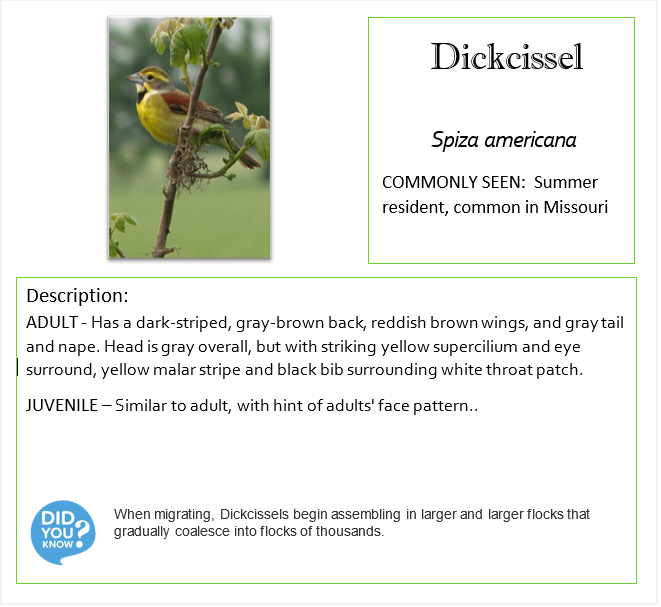 Dickcissel
Spiza americana
COMMONLY SEEN: Summer
resident, common in Missouri
Description:
ADULT - Has a dark-striped, gray-brown back, reddish brown wings, and gray tail
and nape. Head is gray overall, but with striking yellow supercilium and eye
surround, yellow malar stripe and black bib surrounding white throat patch.
JUVENILE – Similar to adult, with hint of adults' face pattern..
DID
YOU
KNOW?
When migrating, Dickcissels begin assembling in larger and larger flocks that
gradually coalesce into flocks of thousands.